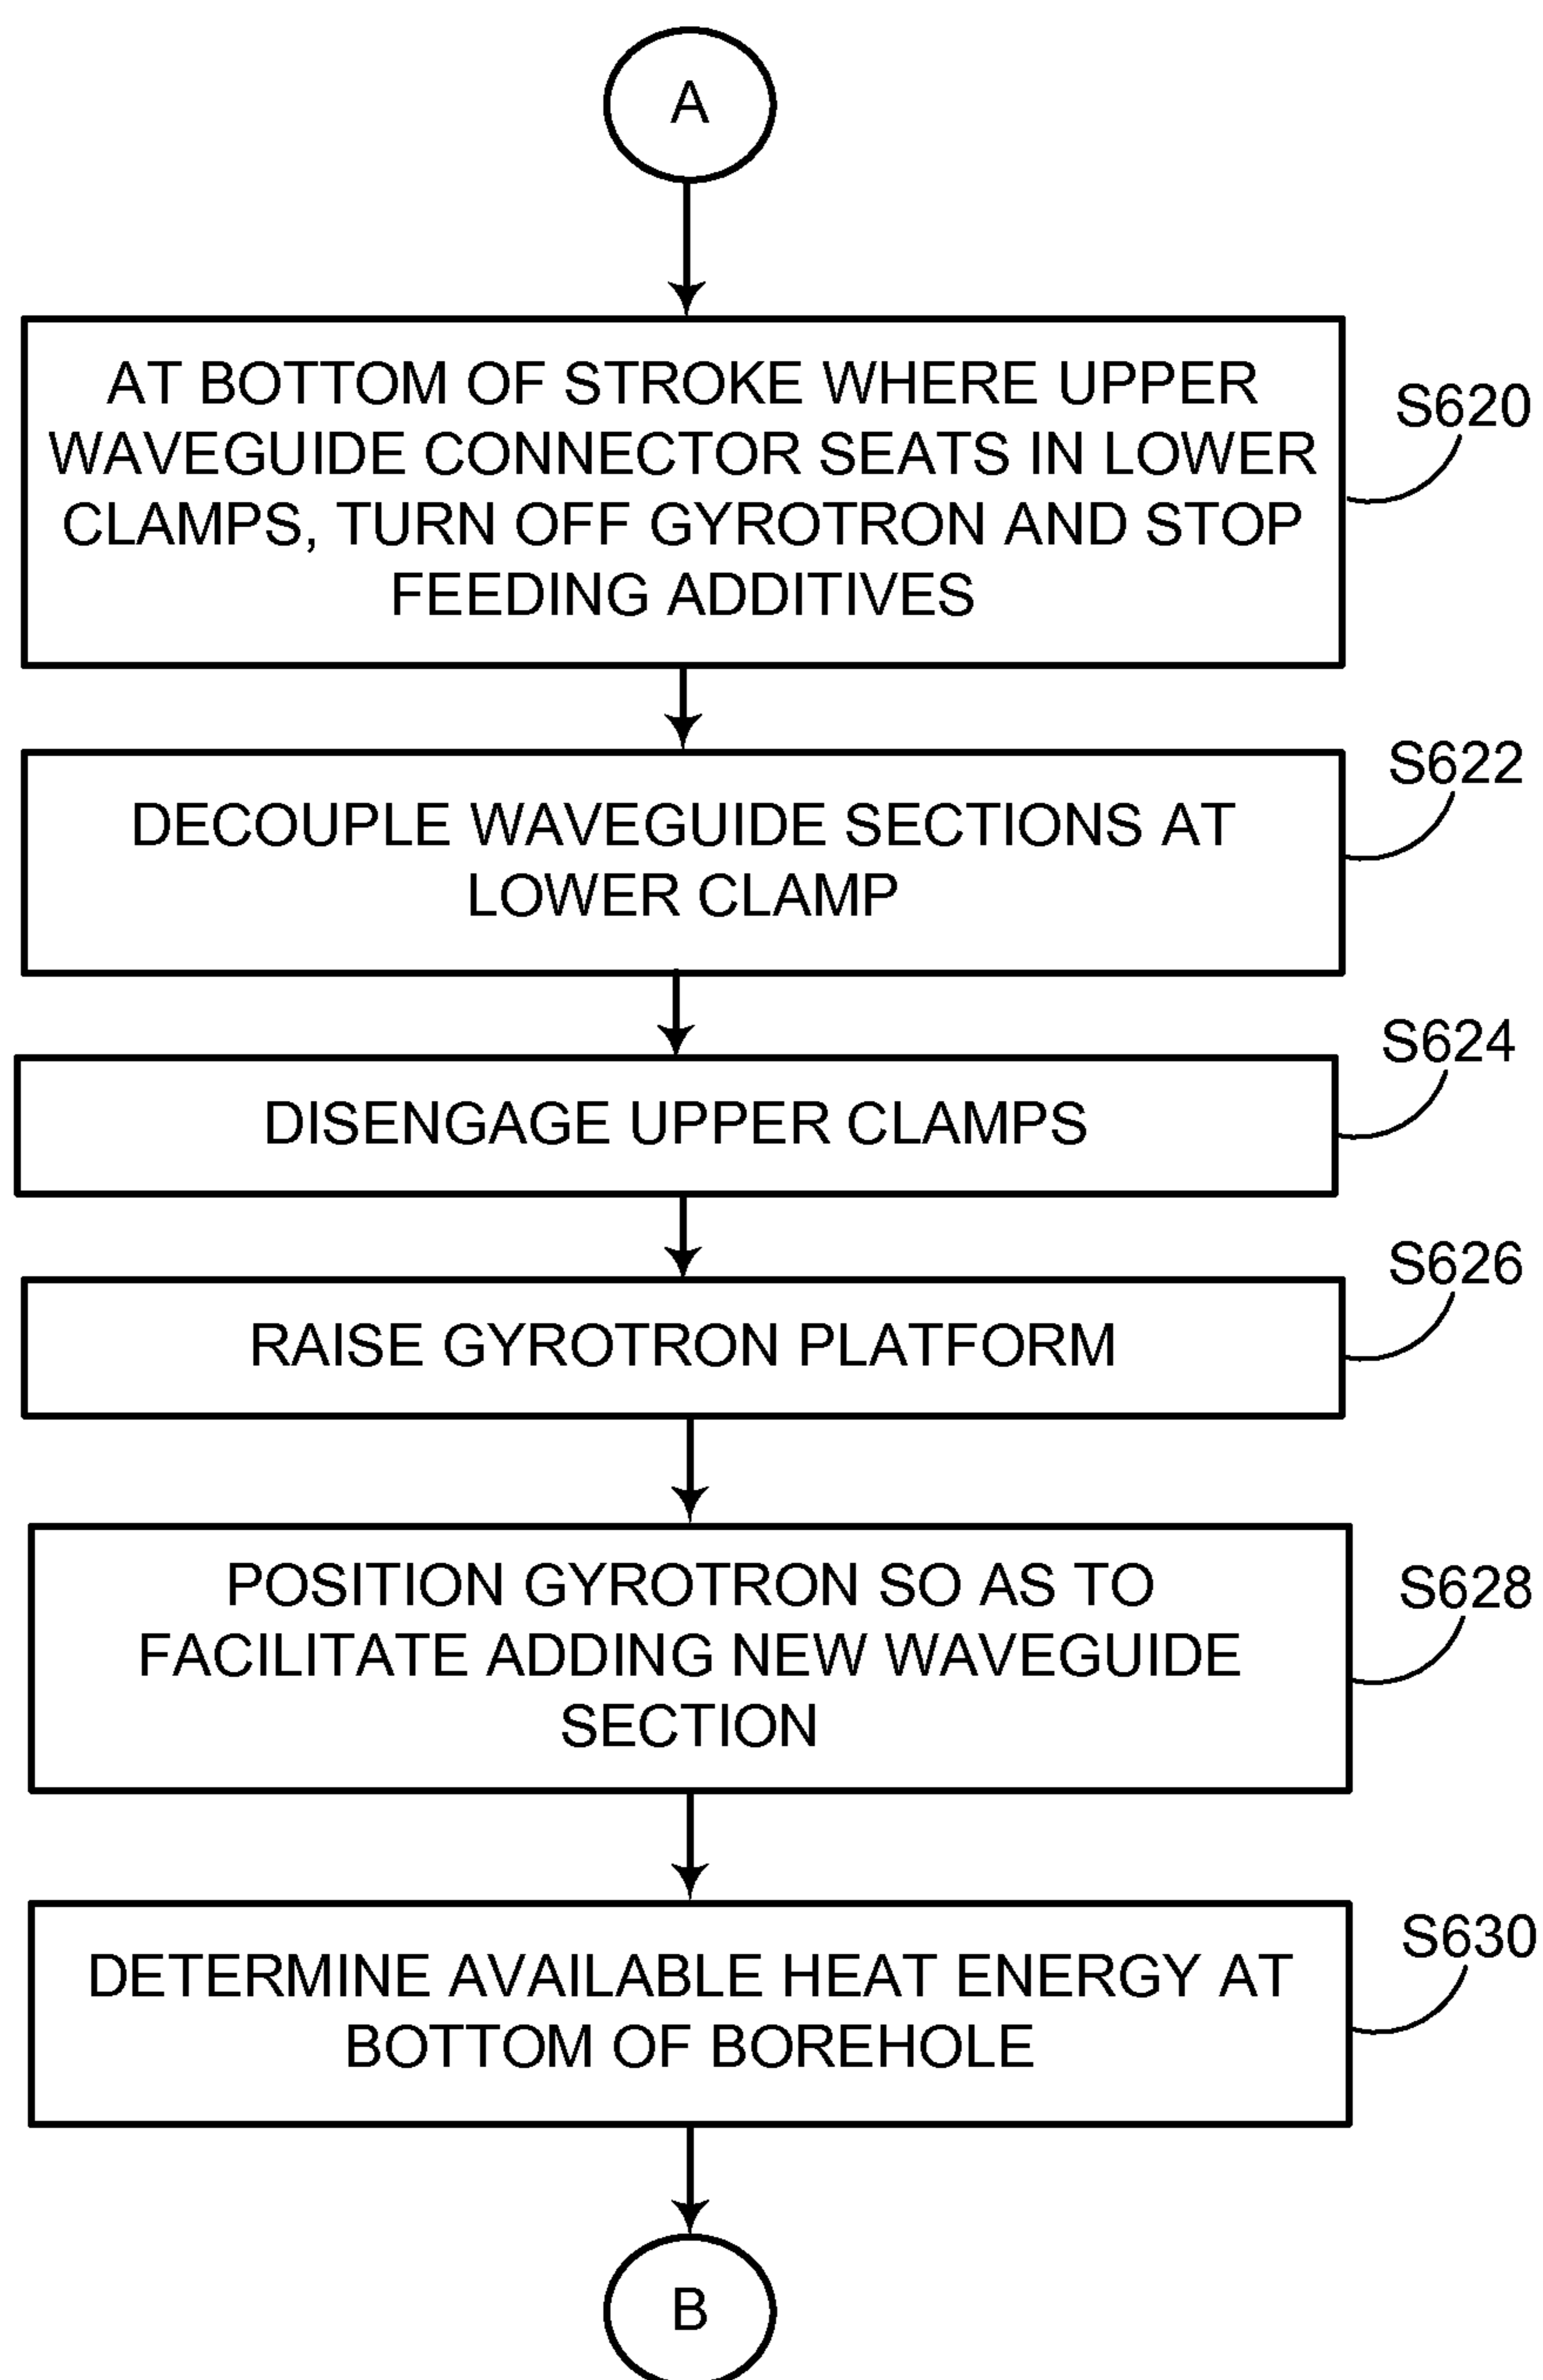 A
AT BOTTOM OF STROKE WHERE UPPER
WAVEGUIDE CONNECTOR SEATS IN LOWER
CLAMPS, TURN OFF GYROTRON AND STOP
FEEDING ADDITIVES
S620
DECOUPLE WAVEGUIDE SECTIONS AT
LOWER CLAMP
S622
DISENGAGE UPPER CLAMPS
S624
RAISE GYROTRON PLATFORM
S626
POSITION GYROTRON SO AS TO
FACILITATE ADDING NEW WAVEGUIDE
SECTION
S628
DETERMINE AVAILABLE HEAT ENERGY AT
BOTTOM OF BOREHOLE
S630
B